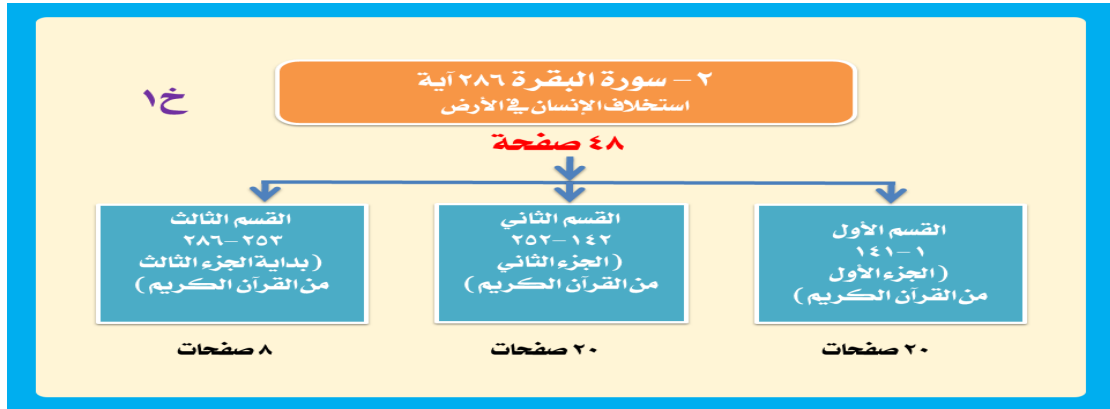 ٢ – سورة البقرة ٢٨٦ آية
استخلاف الإنسان في الأرض
خ١
٤٨ صفحة
القسم الأول
١–١٤١
(الجزء الأول
من القرآن الكريم)
٢٠ صفحات
القسم الثاني
١٤٢–٢٥٢
(الجزء الثاني
من القرآن الكريم)
٢٠ صفحات
القسم الثالث
٢٥٣–٢٨٦
(بداية الجزء الثالث
من القرآن الكريم)
٨ صفحات